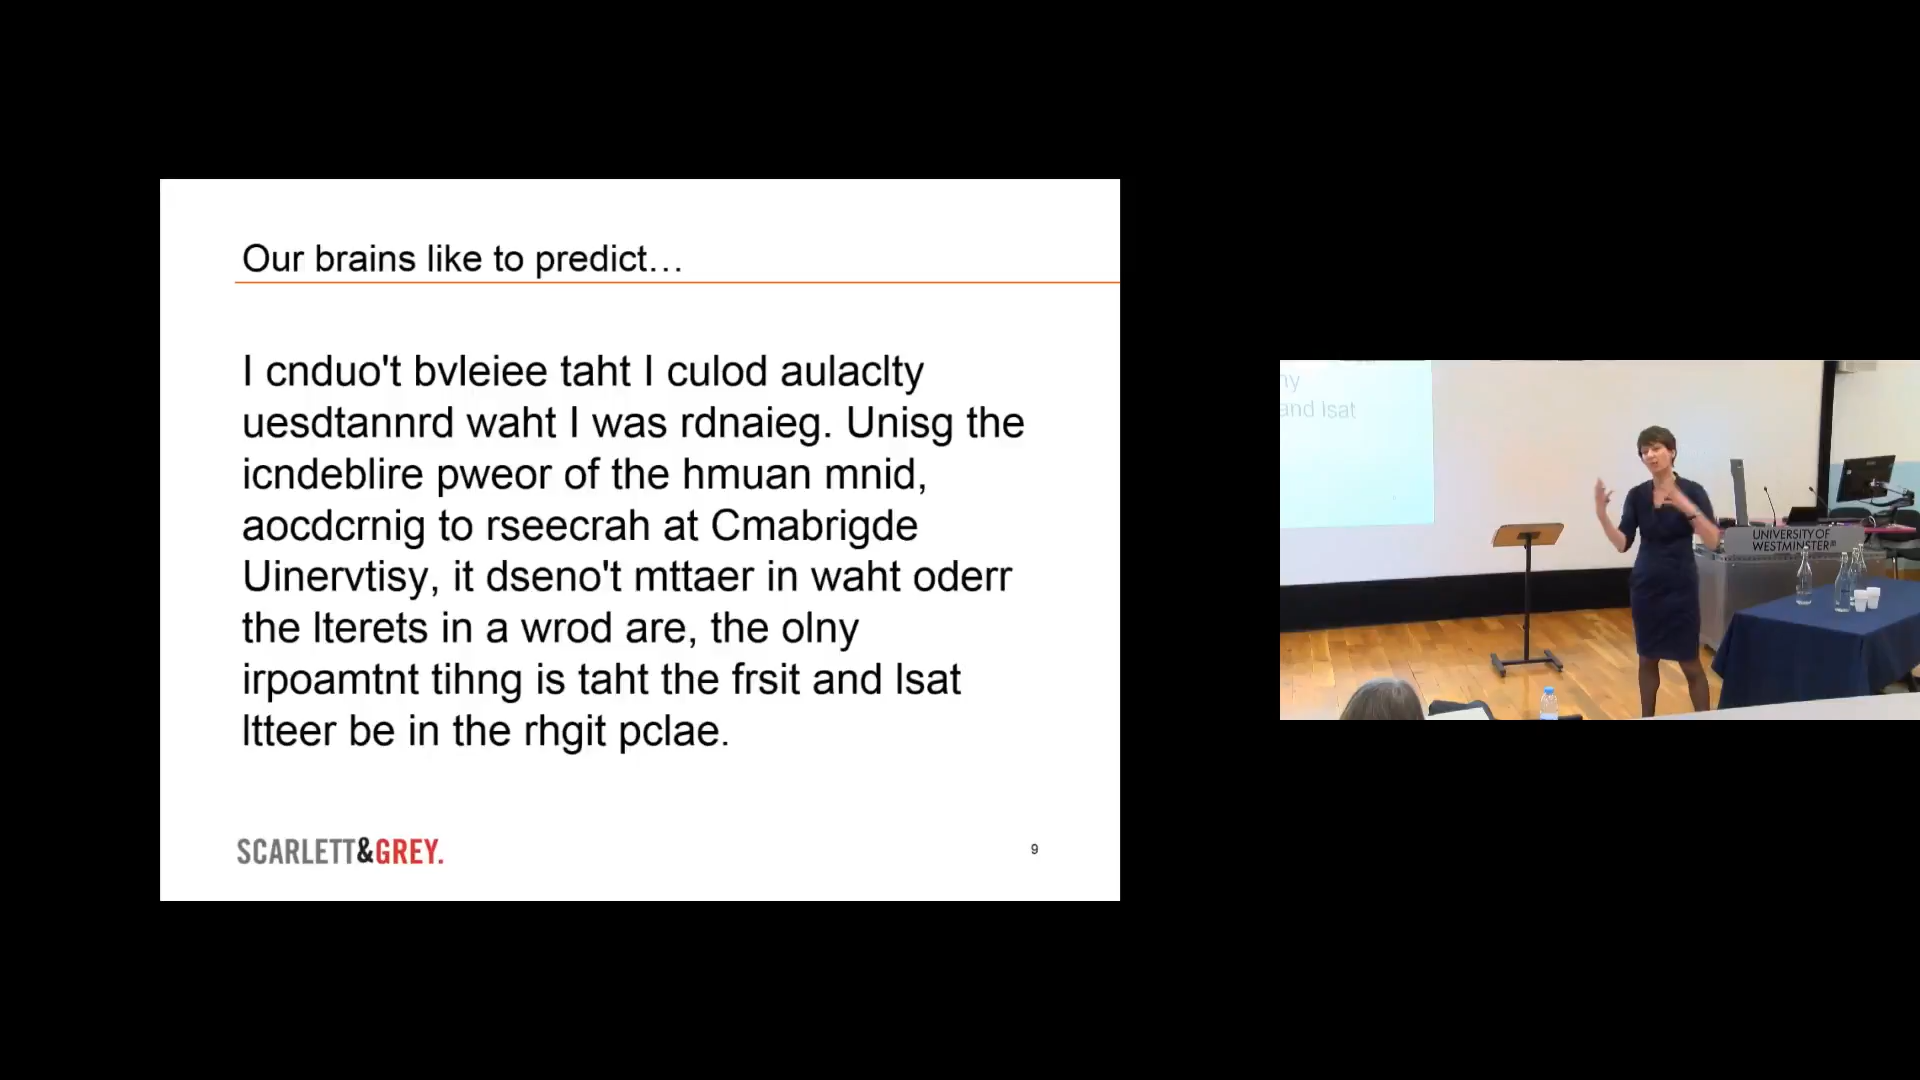 Our brains like to predict…
I cnduo't bvleiee taht I culod aulaclty
uesdtannrd waht I was rdnaieg. Unisg the
icndeblire pweor of the hmuan mnid,
aocdcrnig to rseecrah at Cmabrigde
Uinervtisy, it dseno't mttaer in waht oderr
the lterets in a wrod are, the olny
irpoamtnt tihng is taht the frsit and lsat
ltteer be in the rhgit pclae.
SCARLETT&GREY.
9
and lsat
UNIVERSITY OF
WESTMINSTER